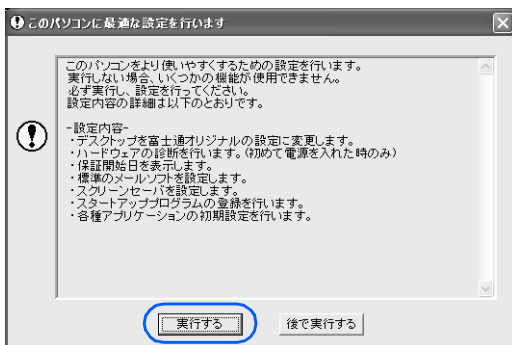 このパソコンに最適な設定を行います
このパソコンをより使いやすくするための設定を行います。
実行しない場合、いくつかの機能が使用できません。
必ず実行し、設定を行ってください。
設定内容の詳細は以下のとおりです。
-設定内容-
・デスクトップを富士通オリジナルの設定に変更します。
・ハードウェアの診断を行います。(初めて電源を入れた時のみ)
・保証開始日を表示します。
・標準のメールソフトを設定します。
・スクリーンセーバを設定します。
・スタートアッププログラムの登録を行います。
・各種アプリケーションの初期設定を行います。
実行する
後で実行する